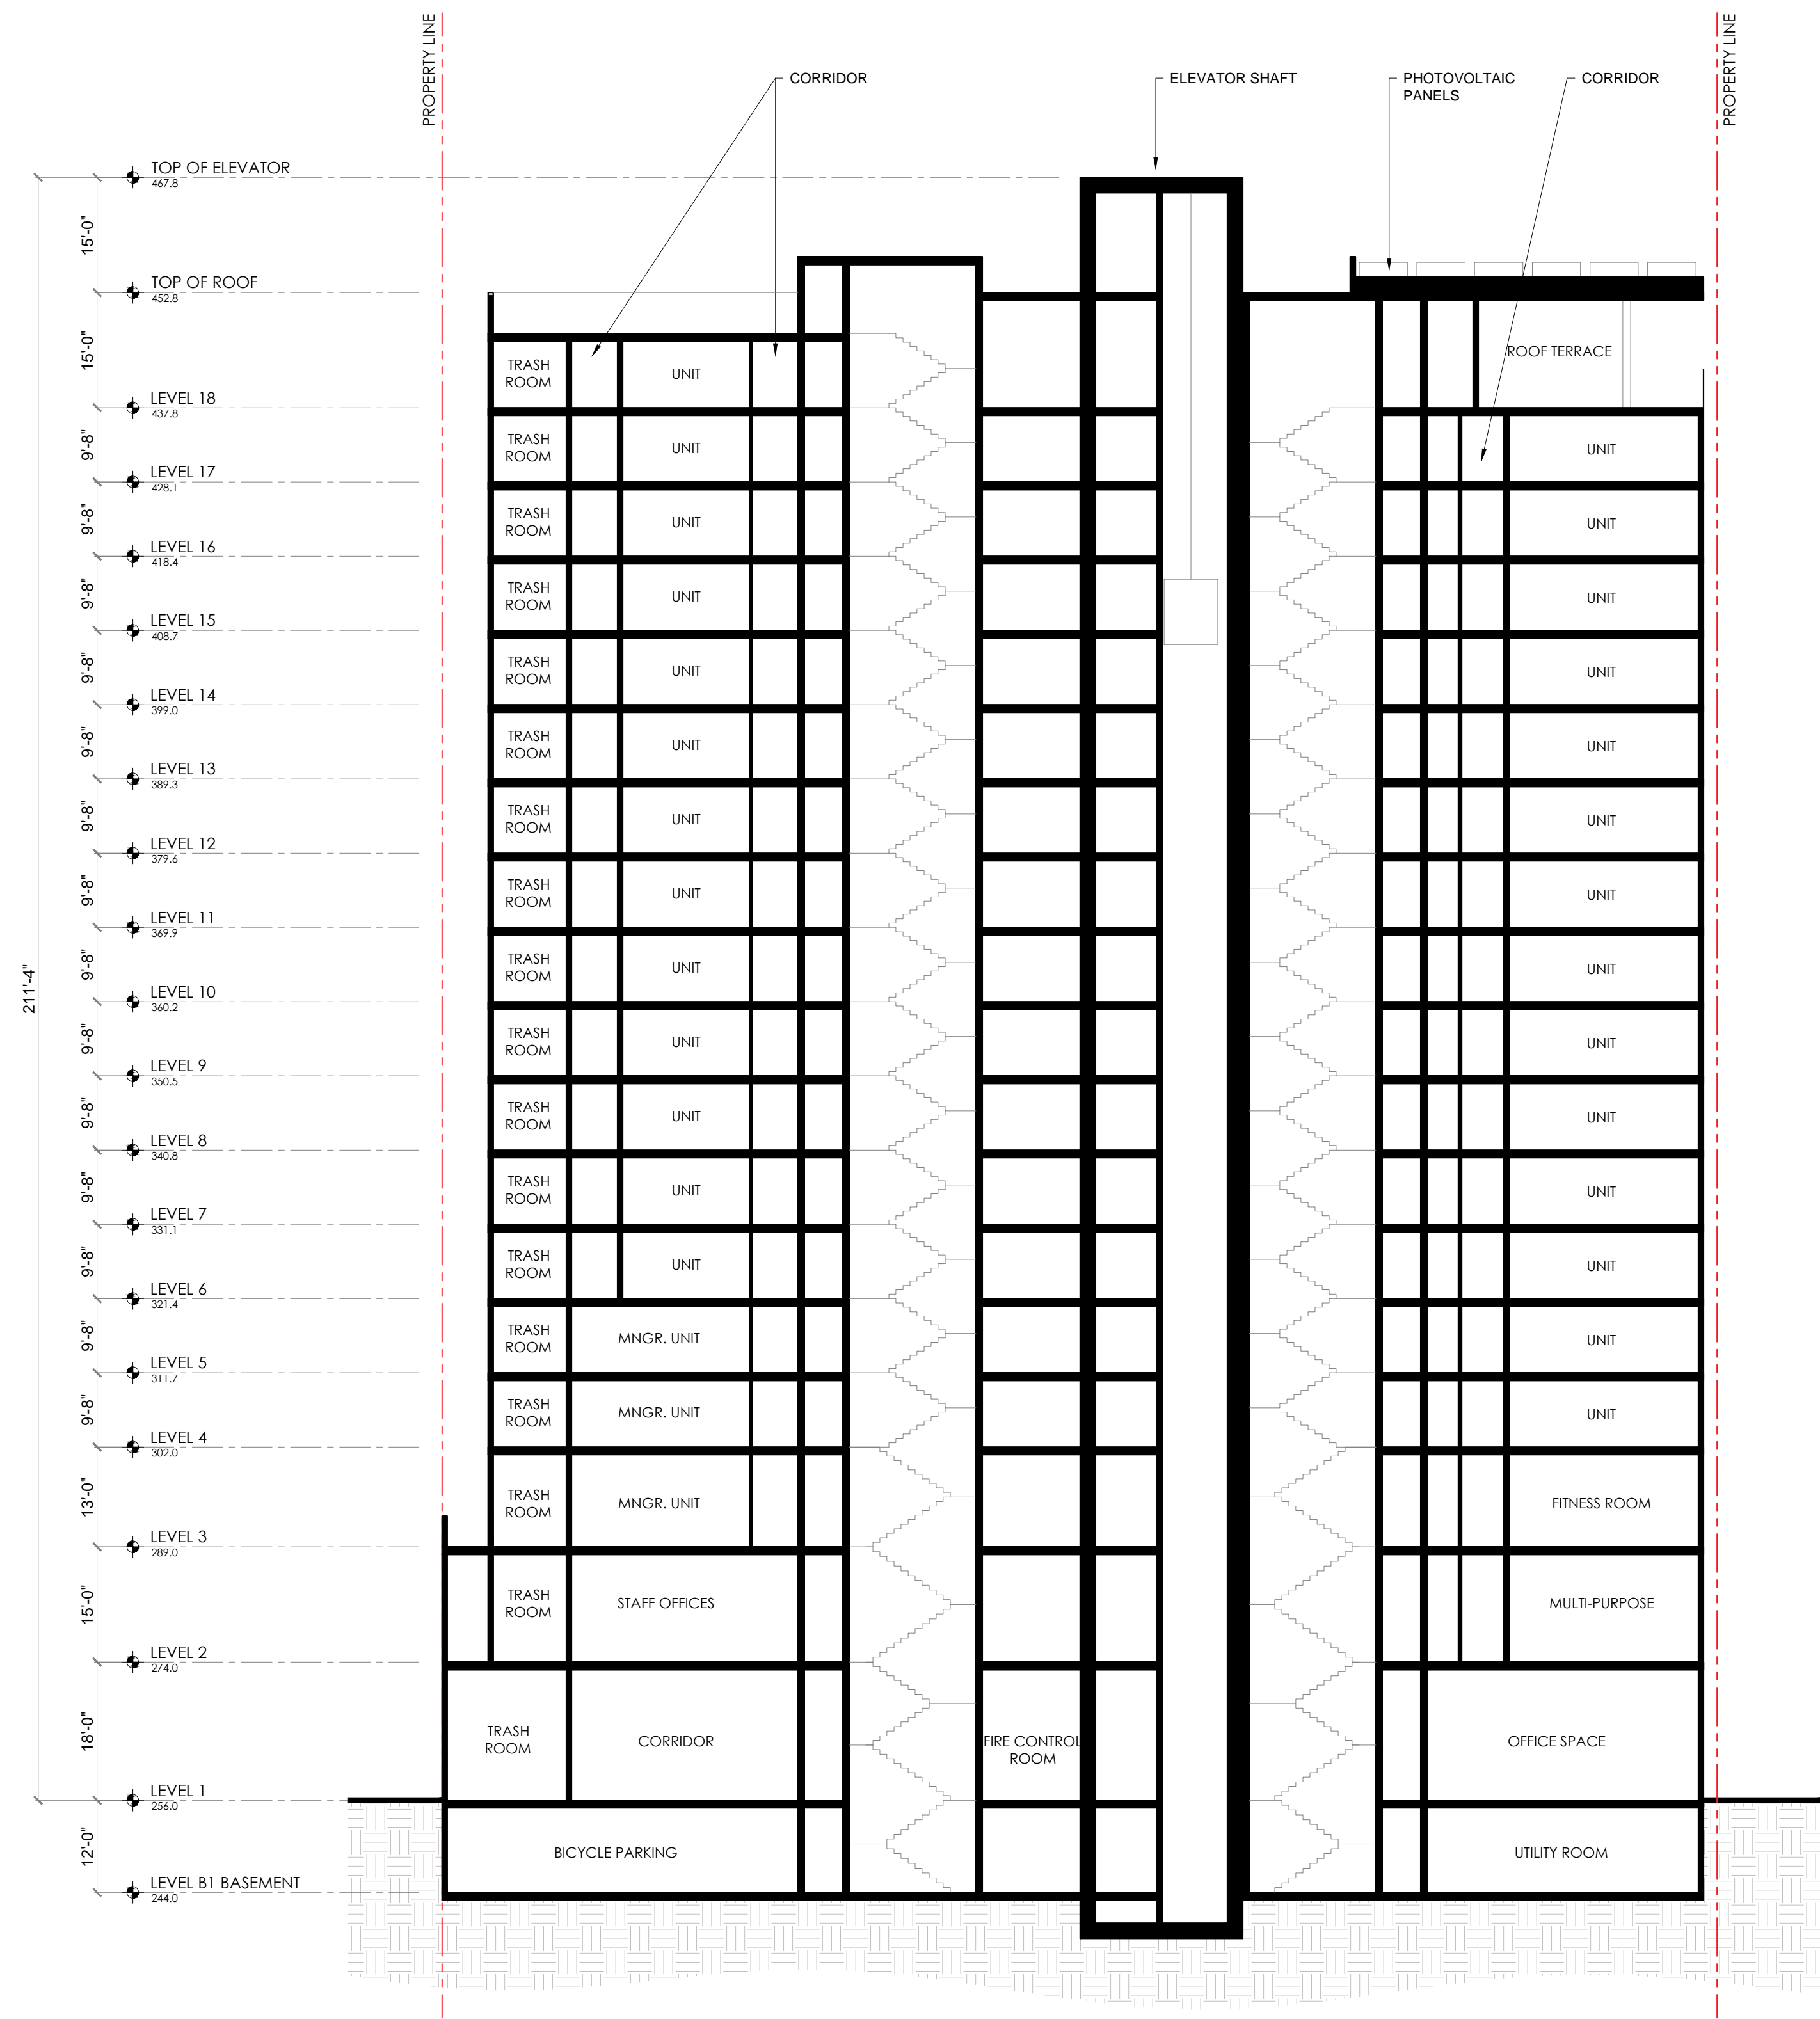 PROPERTY LINE
PROPERTY LINE
CORRIDOR
ELEVATOR SHAFT
PHOTOVOLTAIC
PANELS
CORRIDOR
TOP OF ELEVATOR
467.8
15'-0"
TOP OF ROOF
452.8
15'-0"
ROOF TERRACE
TRASH
ROOM
UNIT
LEVEL 18
437.8
9'-8"
TRASH
ROOM
UNIT
UNIT
LEVEL 17
428.1
9'-8"
TRASH
ROOM
UNIT
UNIT
LEVEL 16
418.4
9'-8"
TRASH
ROOM
UNIT
UNIT
LEVEL 15
408.7
9'-8"
TRASH
ROOM
UNIT
UNIT
LEVEL 14
399.0
9'-8"
TRASH
ROOM
UNIT
UNIT
LEVEL 13
389.3
9'-8"
TRASH
ROOM
UNIT
UNIT
LEVEL 12
379.6
9'-8"
TRASH
ROOM
UNIT
UNIT
LEVEL 11
369.9
9'-8"
TRASH
ROOM
UNIT
UNIT
211'-4"
LEVEL 10
360.2
9'-8"
TRASH
ROOM
UNIT
UNIT
LEVEL 9
350.5
9'-8"
TRASH
ROOM
UNIT
UNIT
LEVEL 8
340.8
9'-8"
TRASH
ROOM
UNIT
UNIT
LEVEL 7
331.1
9'-8"
TRASH
ROOM
UNIT
UNIT
LEVEL 6
321.4
9'-8"
TRASH
ROOM
MNGR. UNIT
UNIT
LEVEL 5
311.7
9'-8"
TRASH
ROOM
MNGR. UNIT
UNIT
LEVEL 4
302.0
13'-0"
TRASH
ROOM
MNGR. UNIT
FITNESS ROOM
LEVEL 3
289.0
15'-0"
TRASH
ROOM
STAFF OFFICES
MULTI-PURPOSE
LEVEL 2
274.0
18'-0"
TRASH
ROOM
CORRIDOR
FIRE CONTROL
ROOM
OFFICE SPACE
LEVEL 1
256.0
12'-0"
BICYCLE PARKING
UTILITY ROOM
LEVEL B1 BASEMENT
244.0